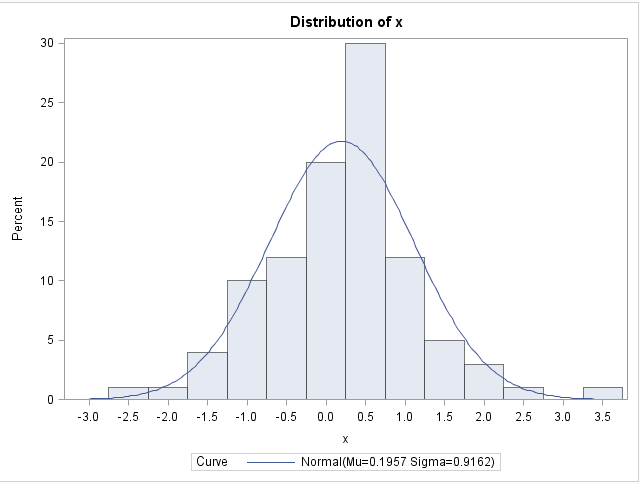 Distribution of x
30
25
20
15
10
5
0
Percent
-3.0 -2.5 -2.0 -1.5 -1.0 -0.5 0.0 0.5 1.0 1.5 2.0 2.5 3.0 3.5
x
Curve Normal(Mu=0.1957 Sigma=0.9162)